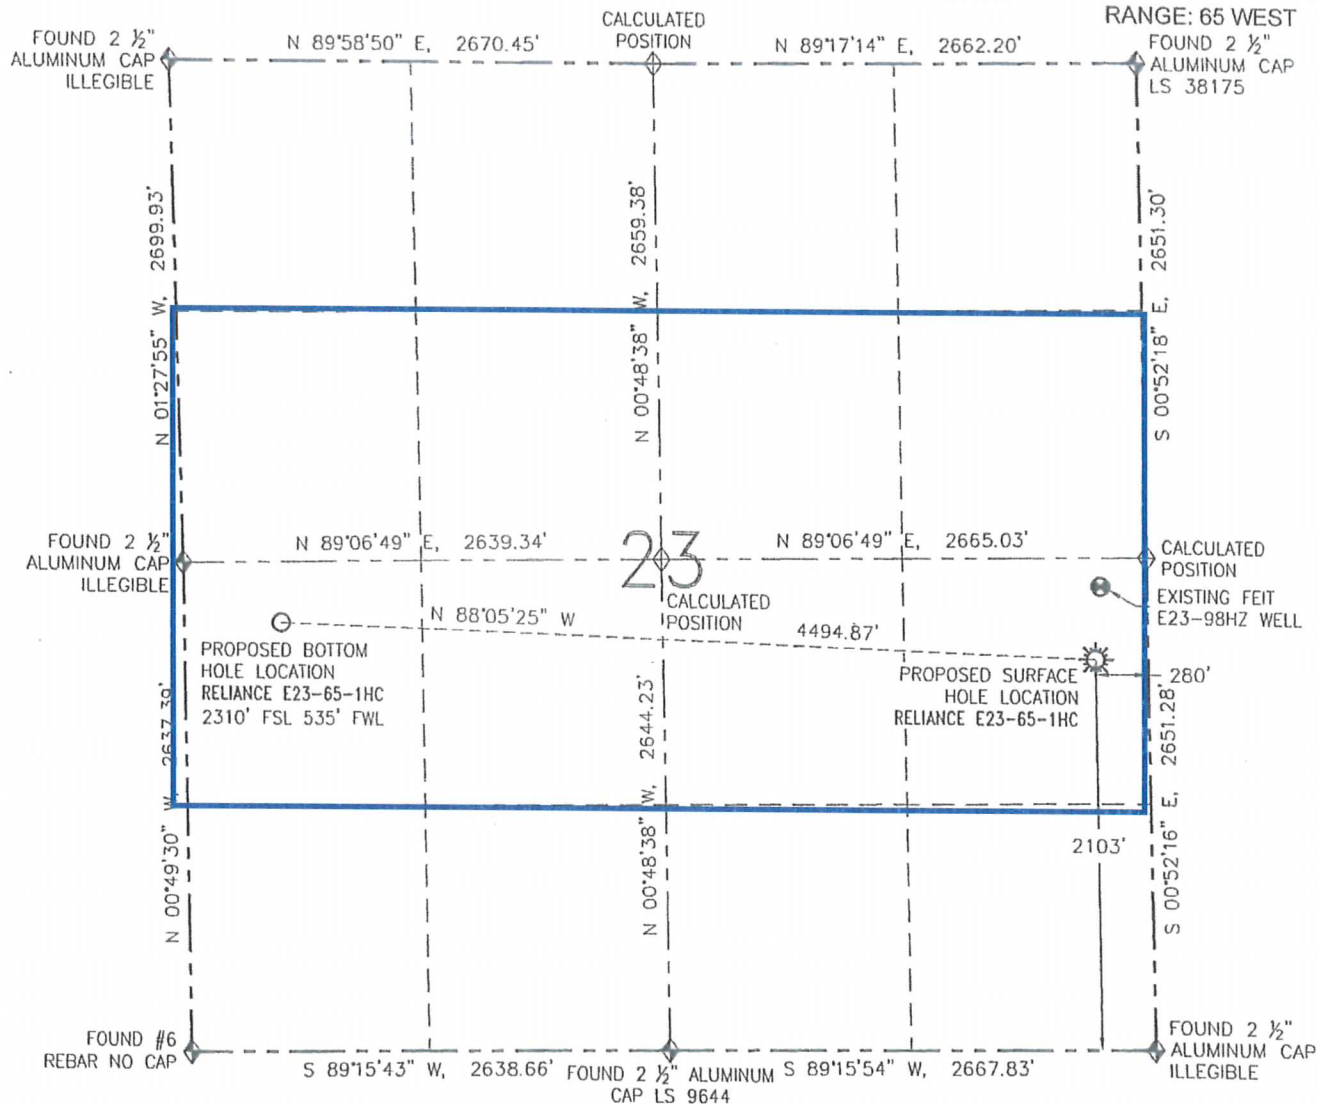 RANGE: 65 WEST
FOUND 2 ½"
ALUMINUM CAP
ILLEGIBLE
N 89°58'50" E, 2670.45'
CALCULATED
POSITION
N 89°17'14" E, 2662.20'
FOUND 2 ½"
ALUMINUM CAP
LS 38175
N 01°27'55" W, 2699.93'
N 00°48'38" W, 2659.38'
S 00°52'18" E, 2651.30'
FOUND 2 ½"
ALUMINUM CAP
ILLEGIBLE
N 89°06'49" E, 2639.34'
23
N 89°06'49" E, 2665.03'
CALCULATED
POSITION
CALCULATED
POSITION
EXISTING FEIT
E23-98HZ WELL
N 88°05'25" W
4494.87'
PROPOSED BOTTOM
HOLE LOCATION
RELIANCE E23-65-1HC
2310' FSL 535' FWL
PROPOSED SURFACE
HOLE LOCATION
RELIANCE E23-65-1HC
280'
N 00°49'30" W, 2637.39'
N 00°48'38" W, 2644.23'
S 00°52'16" E, 2651.28'
2103'
FOUND #6
REBAR NO CAP
S 89°15'43" W, 2638.66'
FOUND 2 ½" ALUMINUM
CAP LS 9644
S 89°15'54" W, 2667.83'
FOUND 2 ½"
ALUMINUM CAP
ILLEGIBLE